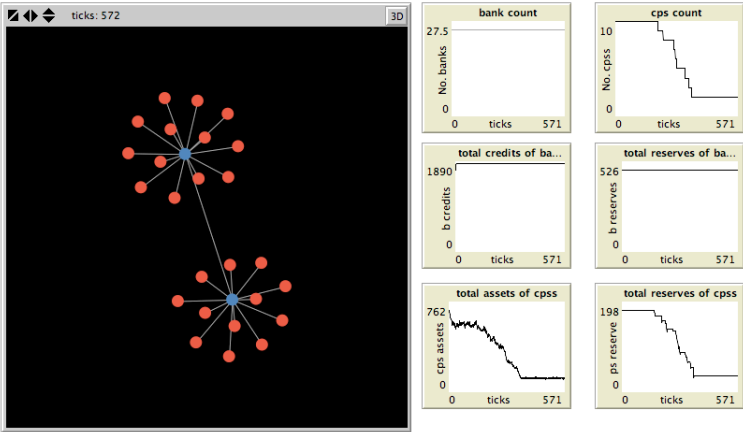 ticks: 572
3D
bank count
27.5
No. banks
0
0 ticks 571
cps count
10
No. cpss
0
0 ticks 571
total credits of ba...
1890
b credits
0
0 ticks 571
total reserves of ba...
526
b reserves
0
0 ticks 571
total assets of cpss
762
cps assets
0
0 ticks 571
total reserves of cpss
198
ps reserve
0
0 ticks 571